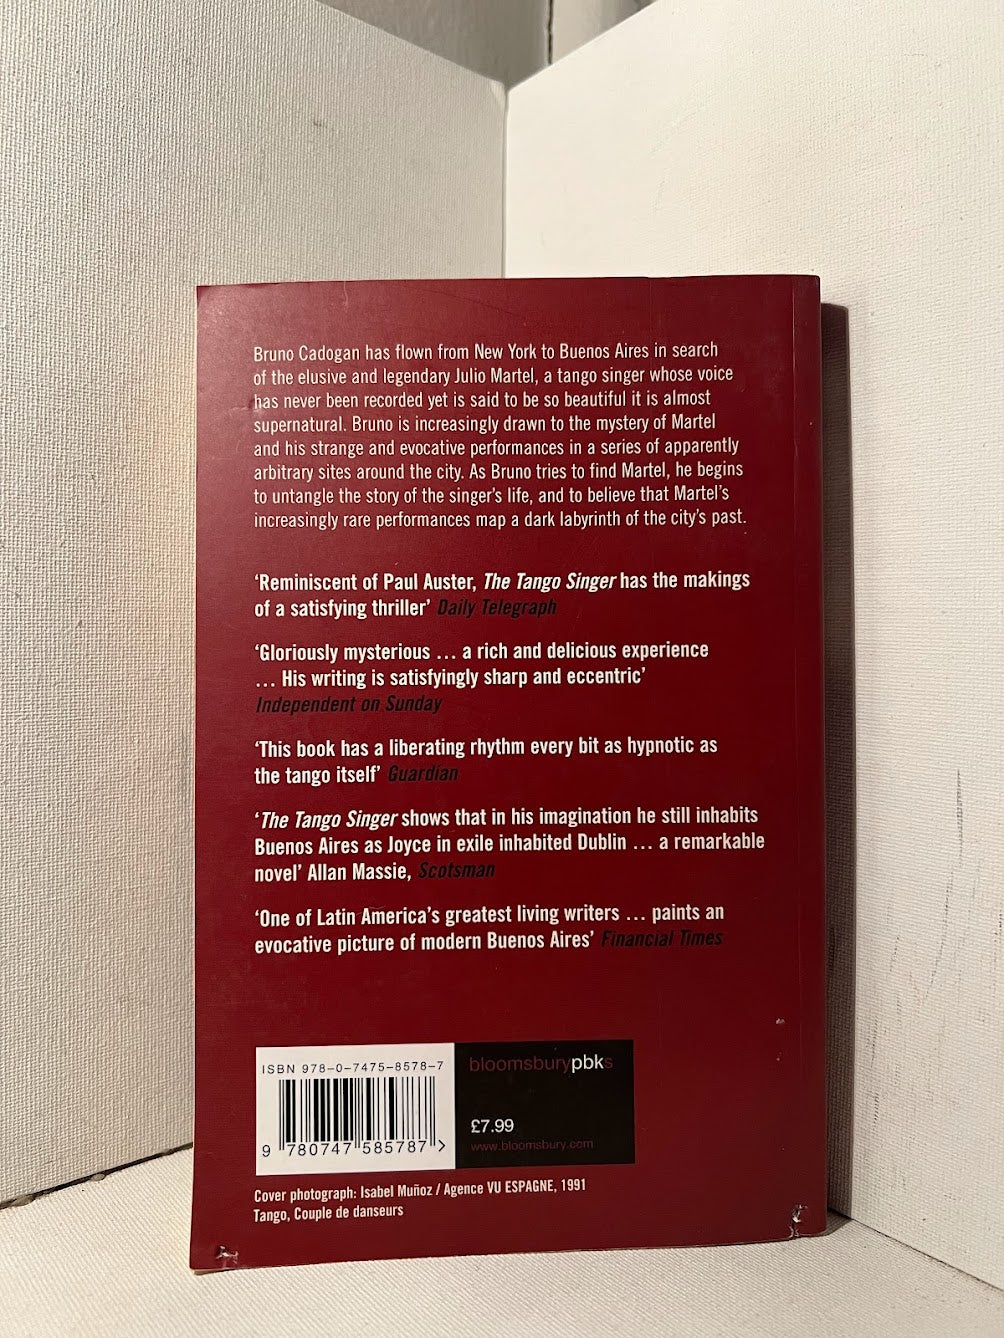 Bruno Cadogan has flown from New York to Buenos Aires in search
of the elusive and legendary Julio Martel, a tango singer whose voice
has never been recorded yet is said to be so beautiful it is almost
supernatural. Bruno is increasingly drawn to the mystery of Martel
and his strange and evocative performances in a series of apparently
arbitrary sites around the city. As Bruno tries to find Martel, he begins
to untangle the story of the singer's life, and to believe that Martel's
increasingly rare performances map a dark labyrinth of the city's past.
‘Reminiscent of Paul Auster, The Tango Singer has the makings
of a satisfying thriller’ Daily Telegraph
‘Gloriously mysterious … a rich and delicious experience
… His writing is satisfyingly sharp and eccentric’
Independent on Sunday
‘This book has a liberating rhythm every bit as hypnotic as
the tango itself’ Guardian
‘The Tango Singer shows that in his imagination he still inhabits
Buenos Aires as Joyce in exile inhabited Dublin … a remarkable
novel’ Allan Massie, Scotsman
‘One of Latin America's greatest living writers … paints an
evocative picture of modern Buenos Aires’ Financial Times
ISBN 978-0-7475-8578-7
9 780747 585787 >
bloomsburypbks
£7.99
www.bloomsbury.com
Cover photograph: Isabel Muñoz / Agence VU ESPAGNE, 1991
Tango, Couple de danseurs